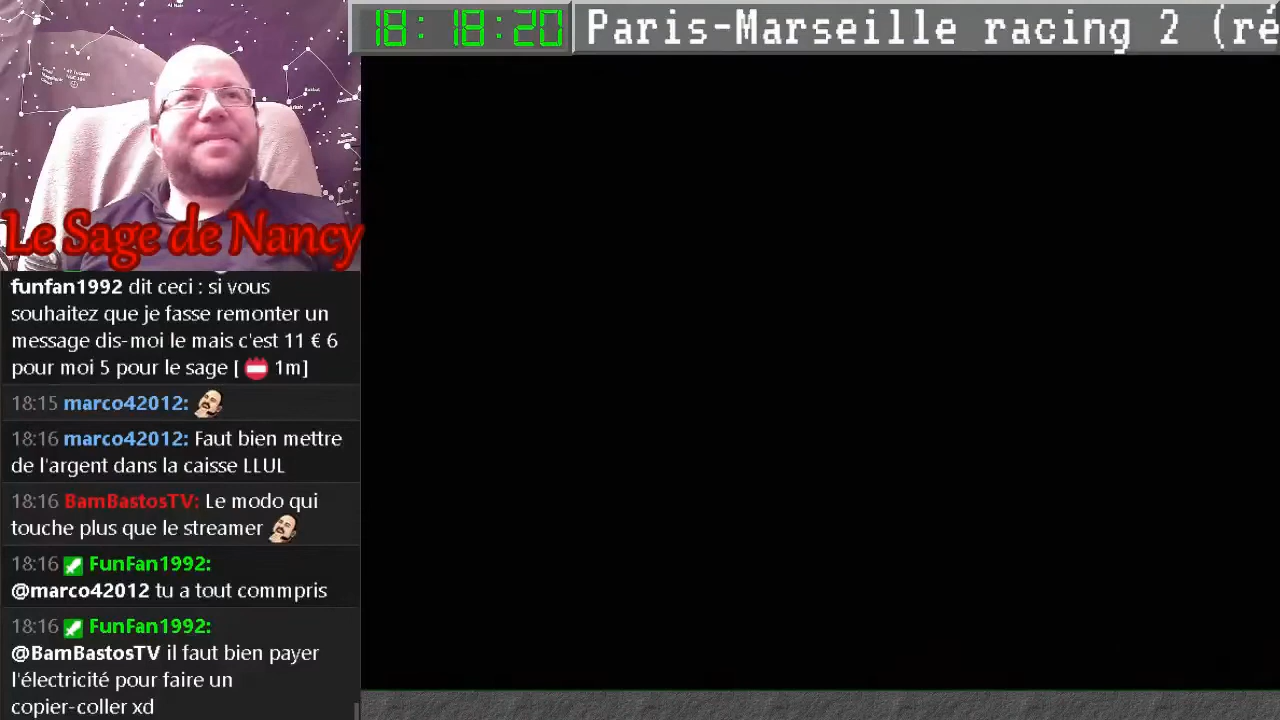 18:18:20
Paris-Marseille racing 2 (ré
Le Sage de Nancy
funfan1992 dit ceci : si vous
souhaitez que je fasse remonter un
message dis-moi le mais c'est 11 € 6
pour moi 5 pour le sage [ 1m]
18:15 marco42012:
18:16 marco42012: Faut bien mettre
de l'argent dans la caisse LLUL
18:16 BamBastosTV: Le modo qui
touche plus que le streamer
18:16 FunFan1992:
@marco42012 tu a tout commpris
18:16 FunFan1992:
@BamBastosTV il faut bien payer
l'électricité pour faire un
copier-coller xd